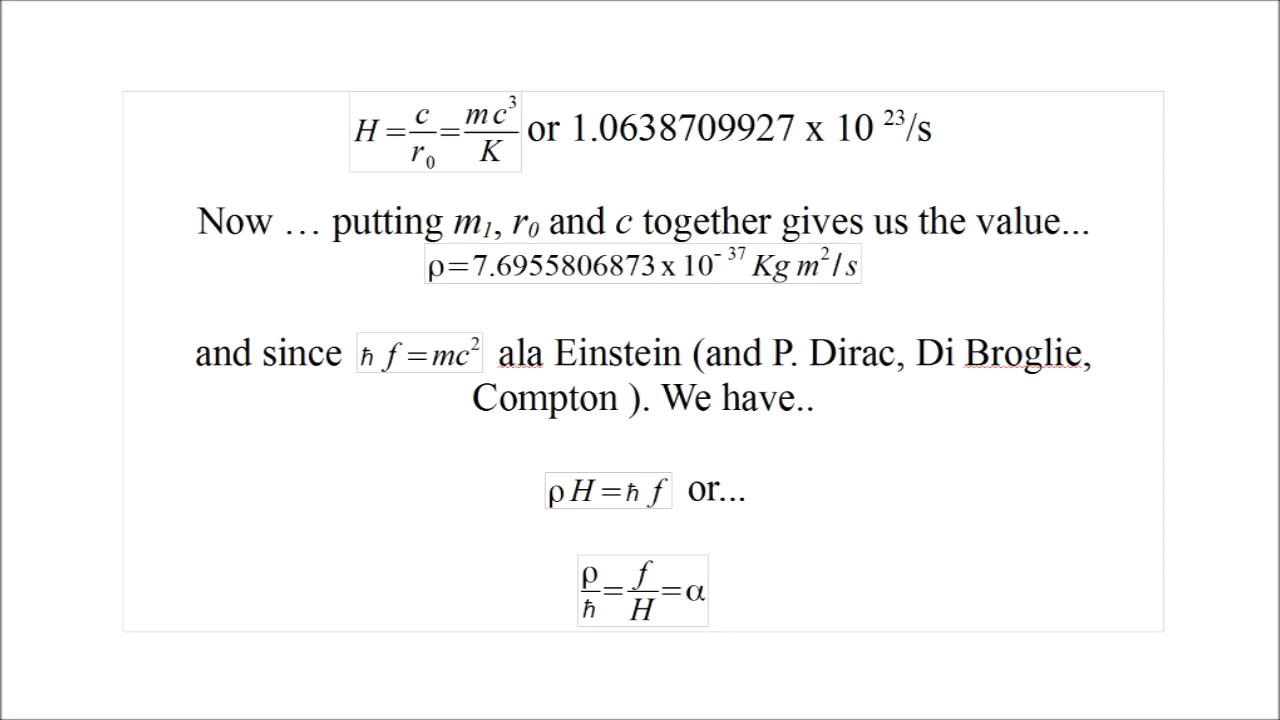 H = c/r₀ = mc³/K or 1.0638709927 x 10 ²³/s
Now … putting m₁, r₀ and c together gives us the value...
ρ=7.6955806873 x 10⁻³⁷ Kg m²/s
and since ℏ f = mc² ala Einstein (and P. Dirac, Di Broglie,
Compton ). We have..
ρ H = ℏ f or...
ρ/ℏ = f/H = α